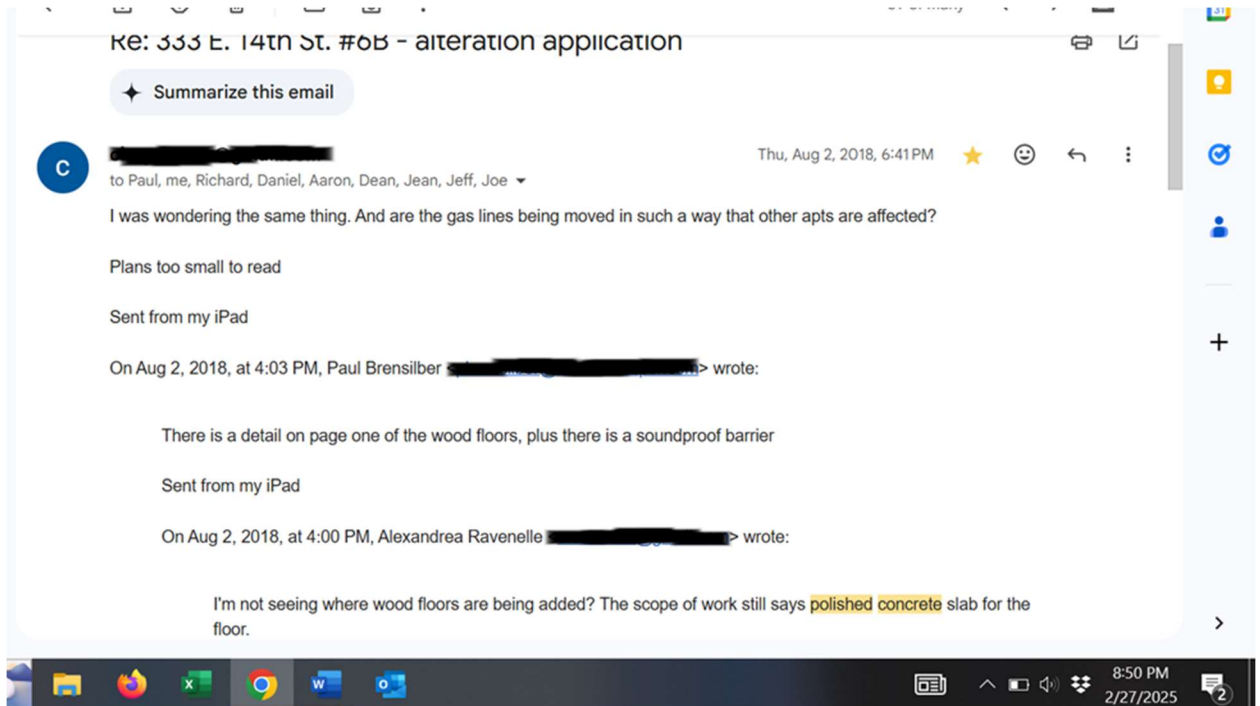 Re: 333 E. 14th St. #6B - alteration application
Summarize this email
C
Thu, Aug 2, 2018, 6:41 PM
to Paul, me, Richard, Daniel, Aaron, Dean, Jean, Jeff, Joe
I was wondering the same thing. And are the gas lines being moved in such a way that other apts are affected?
Plans too small to read
Sent from my iPad
On Aug 2, 2018, at 4:03 PM, Paul Brensilber > wrote:
There is a detail on page one of the wood floors, plus there is a soundproof barrier
Sent from my iPad
On Aug 2, 2018, at 4:00 PM, Alexandrea Ravenelle > wrote:
I'm not seeing where wood floors are being added? The scope of work still says polished concrete slab for the
floor.
31
8:50 PM
2/27/2025
2